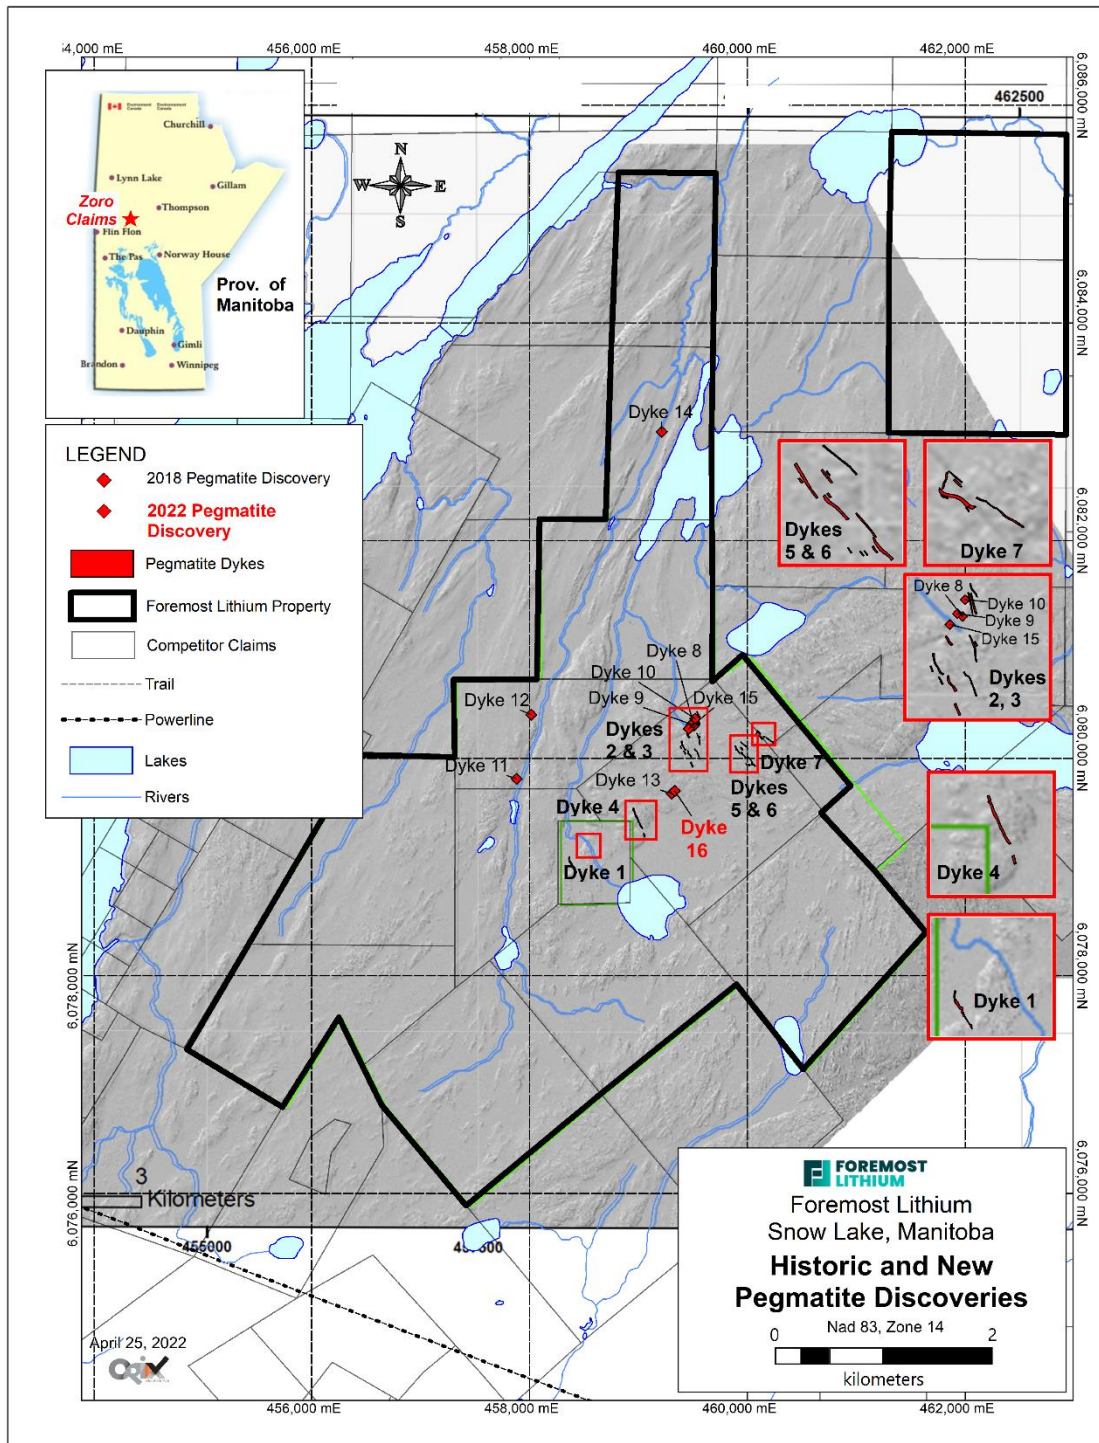 54,000 mE
456,000 mE
458,000 mE
460,000 mE
462,000 mE
6,086,000 mN
462500
Environment Canada
Environnement Canada
Churchill
Lynn Lake
Gillam
Zoro
Claims
Thompson
Flin Flon
The Pas
Norway House
Prov. of
Manitoba
Dauphin
Gimli
Brandon
Winnipeg
N
W
E
S
6,084,000 mN
LEGEND
2018 Pegmatite Discovery
2022 Pegmatite
Discovery
Pegmatite Dykes
Foremost Lithium Property
Competitor Claims
Trail
Powerline
Lakes
Rivers
Dyke 14
Dykes
5 & 6
Dyke 7
6,082,000 mN
Dyke 8
Dyke 10
Dyke 9
Dyke 15
Dykes
2, 3
Dyke 8
Dyke 10
Dyke 9
Dyke 15
Dyke 12
Dykes
2 & 3
Dyke 7
Dyke 11
Dyke 13
Dykes
5 & 6
6,080,000 mN
Dyke 4
Dyke
16
Dyke 1
Dyke 4
Dyke 1
6,078,000 mN
6,078,000 mN
3
Kilometers
6,076,000 mN
6,076,000 mN
455000
FOREMOST
LITHIUM
Foremost Lithium
Snow Lake, Manitoba
Historic and New
Pegmatite Discoveries
Nad 83, Zone 14
0
2
kilometers
April 25, 2022
456,000 mE
458,000 mE
460,000 mE
462,000 mE